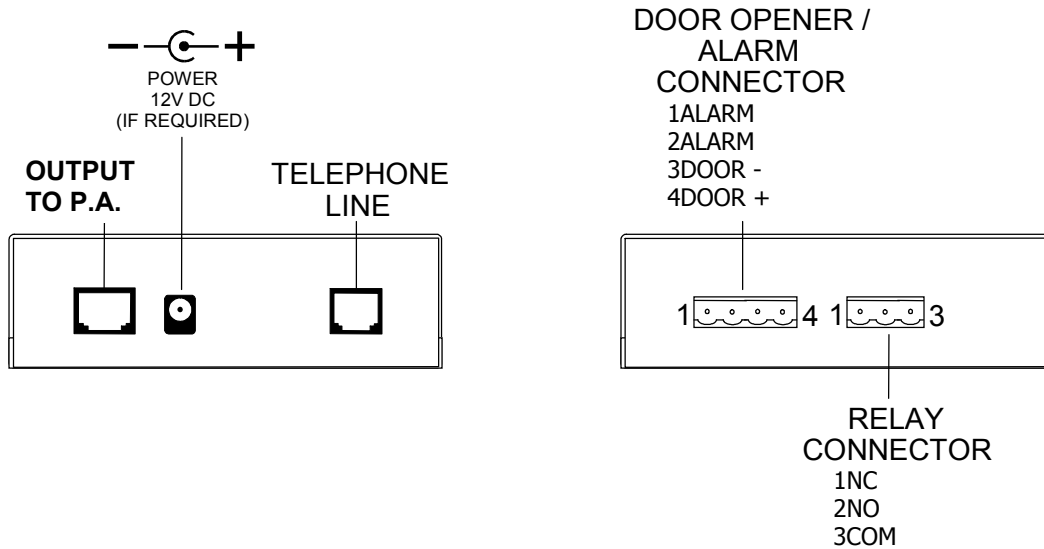 POWER
12V DC
(IF REQUIRED)
OUTPUT
TO P.A.
TELEPHONE
LINE
DOOR OPENER /
ALARM
CONNECTOR
1ALARM
2ALARM
3DOOR -
4DOOR +
1 4 1 3
RELAY
CONNECTOR
1NC
2NO
3COM